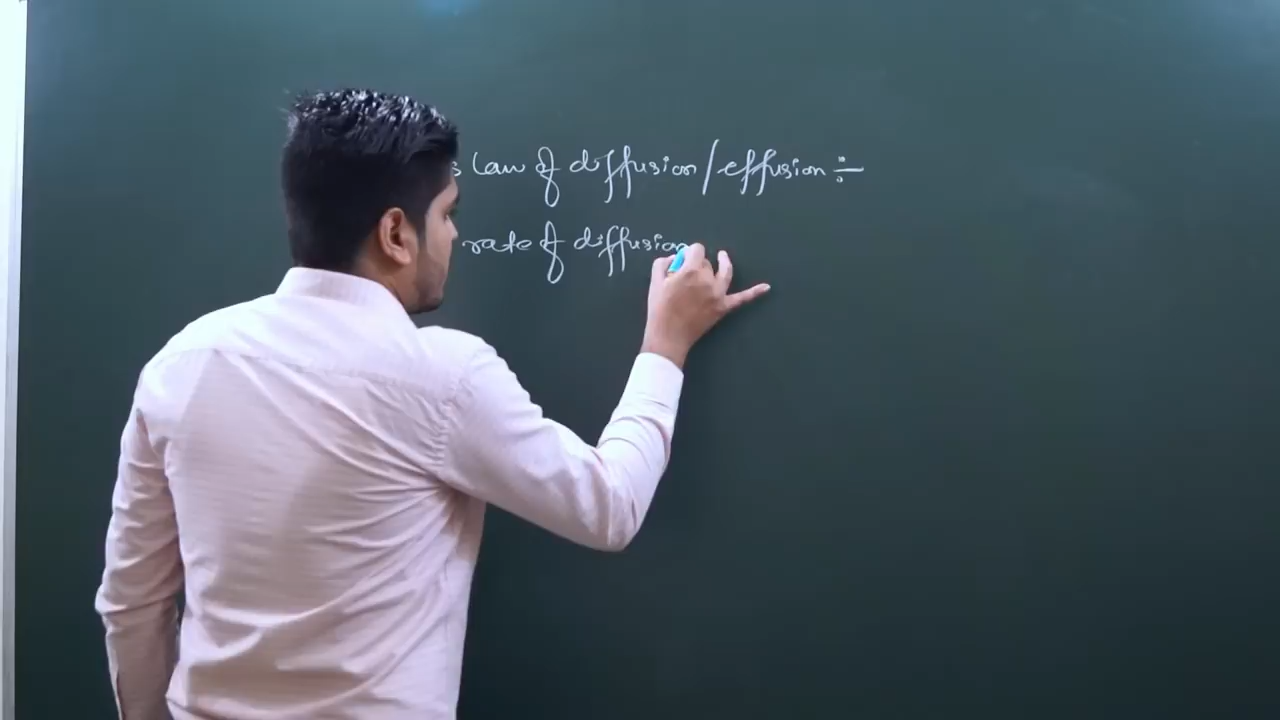 s law of diffusion/effusion :-
rate of diffusion